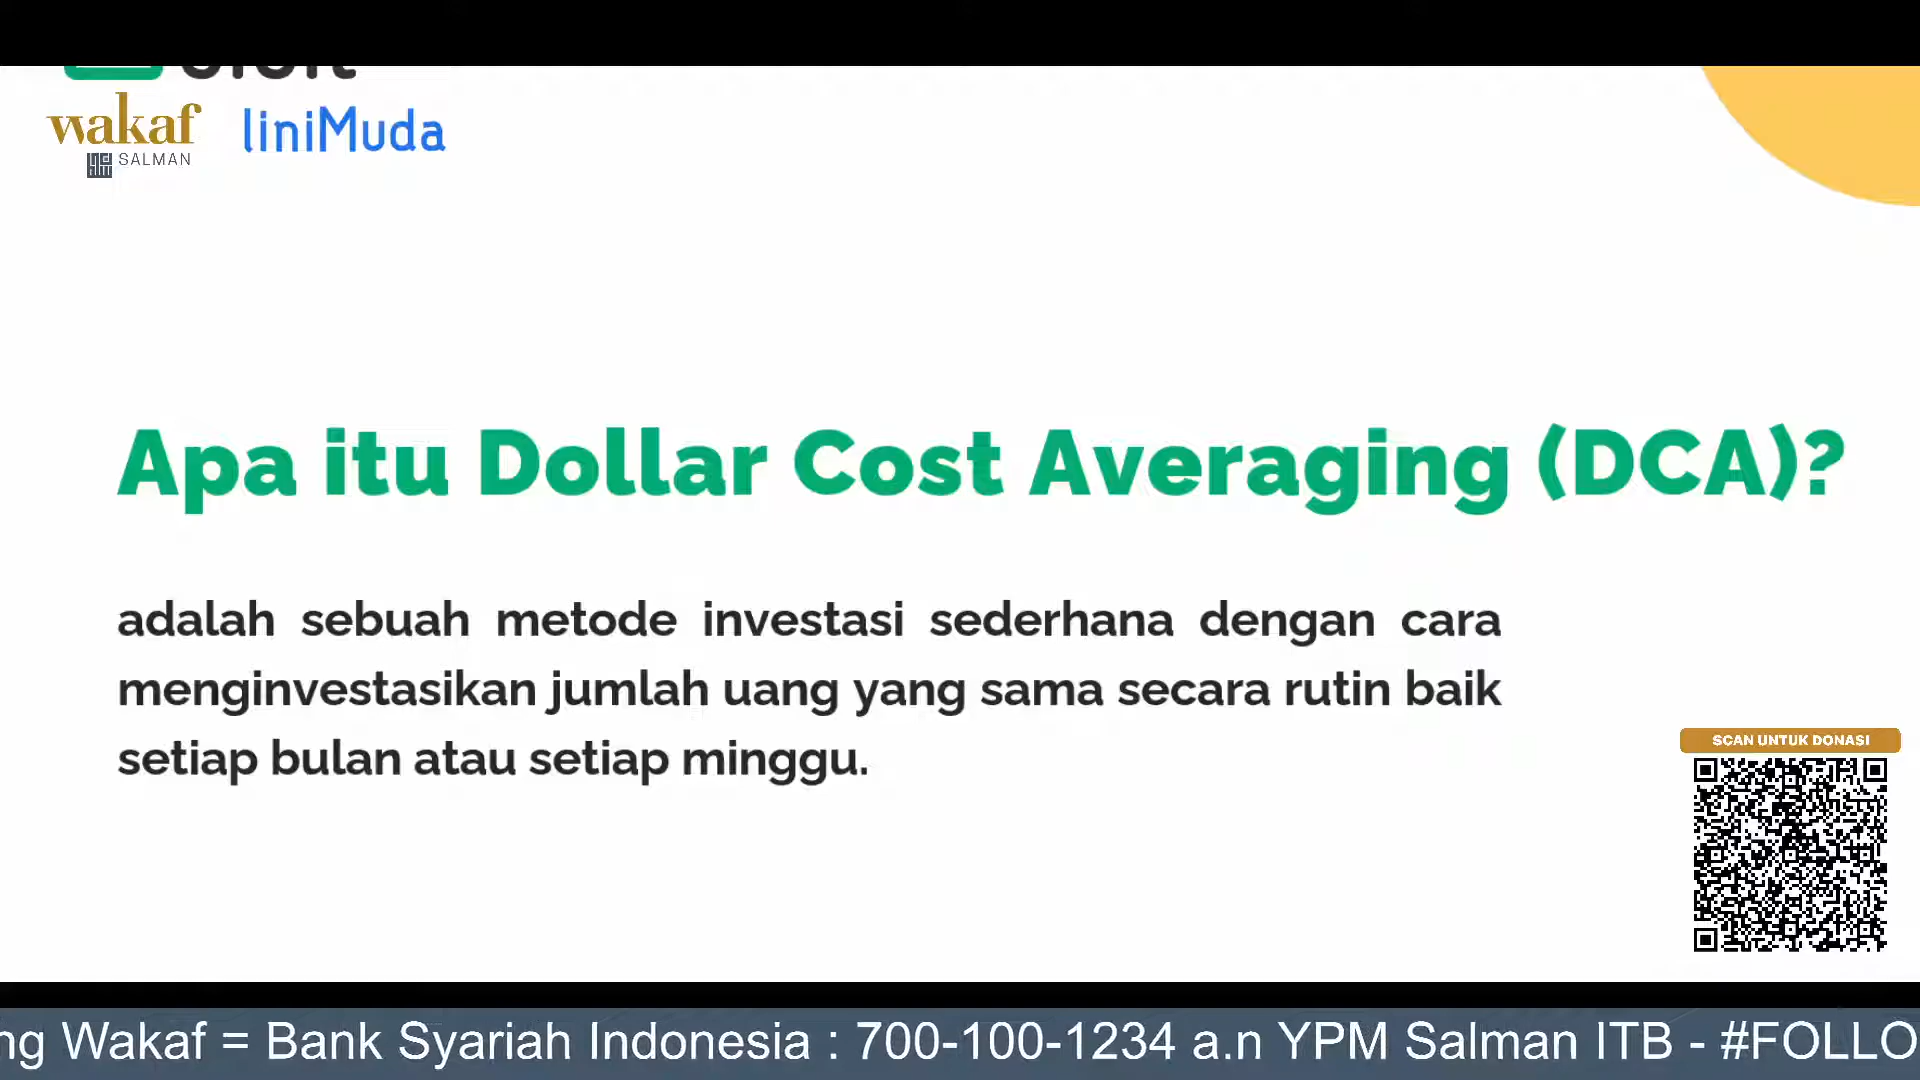 wakaf
SALMAN
liniMuda
Apa itu Dollar Cost Averaging (DCA)?
adalah sebuah metode investasi sederhana dengan cara
menginvestasikan jumlah uang yang sama secara rutin baik
setiap bulan atau setiap minggu.
SCAN UNTUK DONASI
ng Wakaf = Bank Syariah Indonesia : 700-100-1234 a.n YPM Salman ITB - #FOLLO